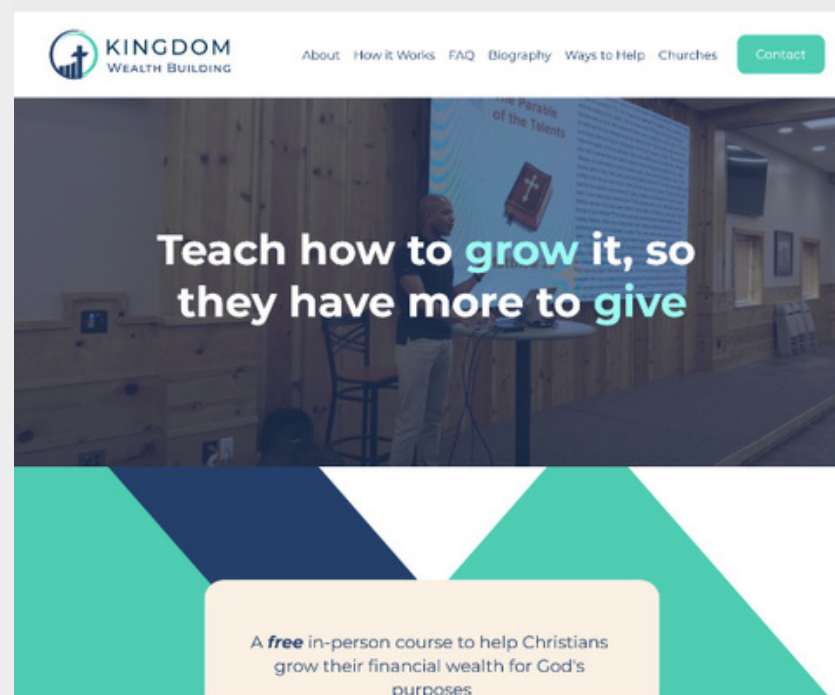 KINGDOM
WEALTH BUILDING
About How it Works FAQ Biography Ways to Help Churches Contact
The Parable
of the Talents
Teach how to grow it, so
they have more to give
A free in-person course to help Christians
grow their financial wealth for God's
purposes